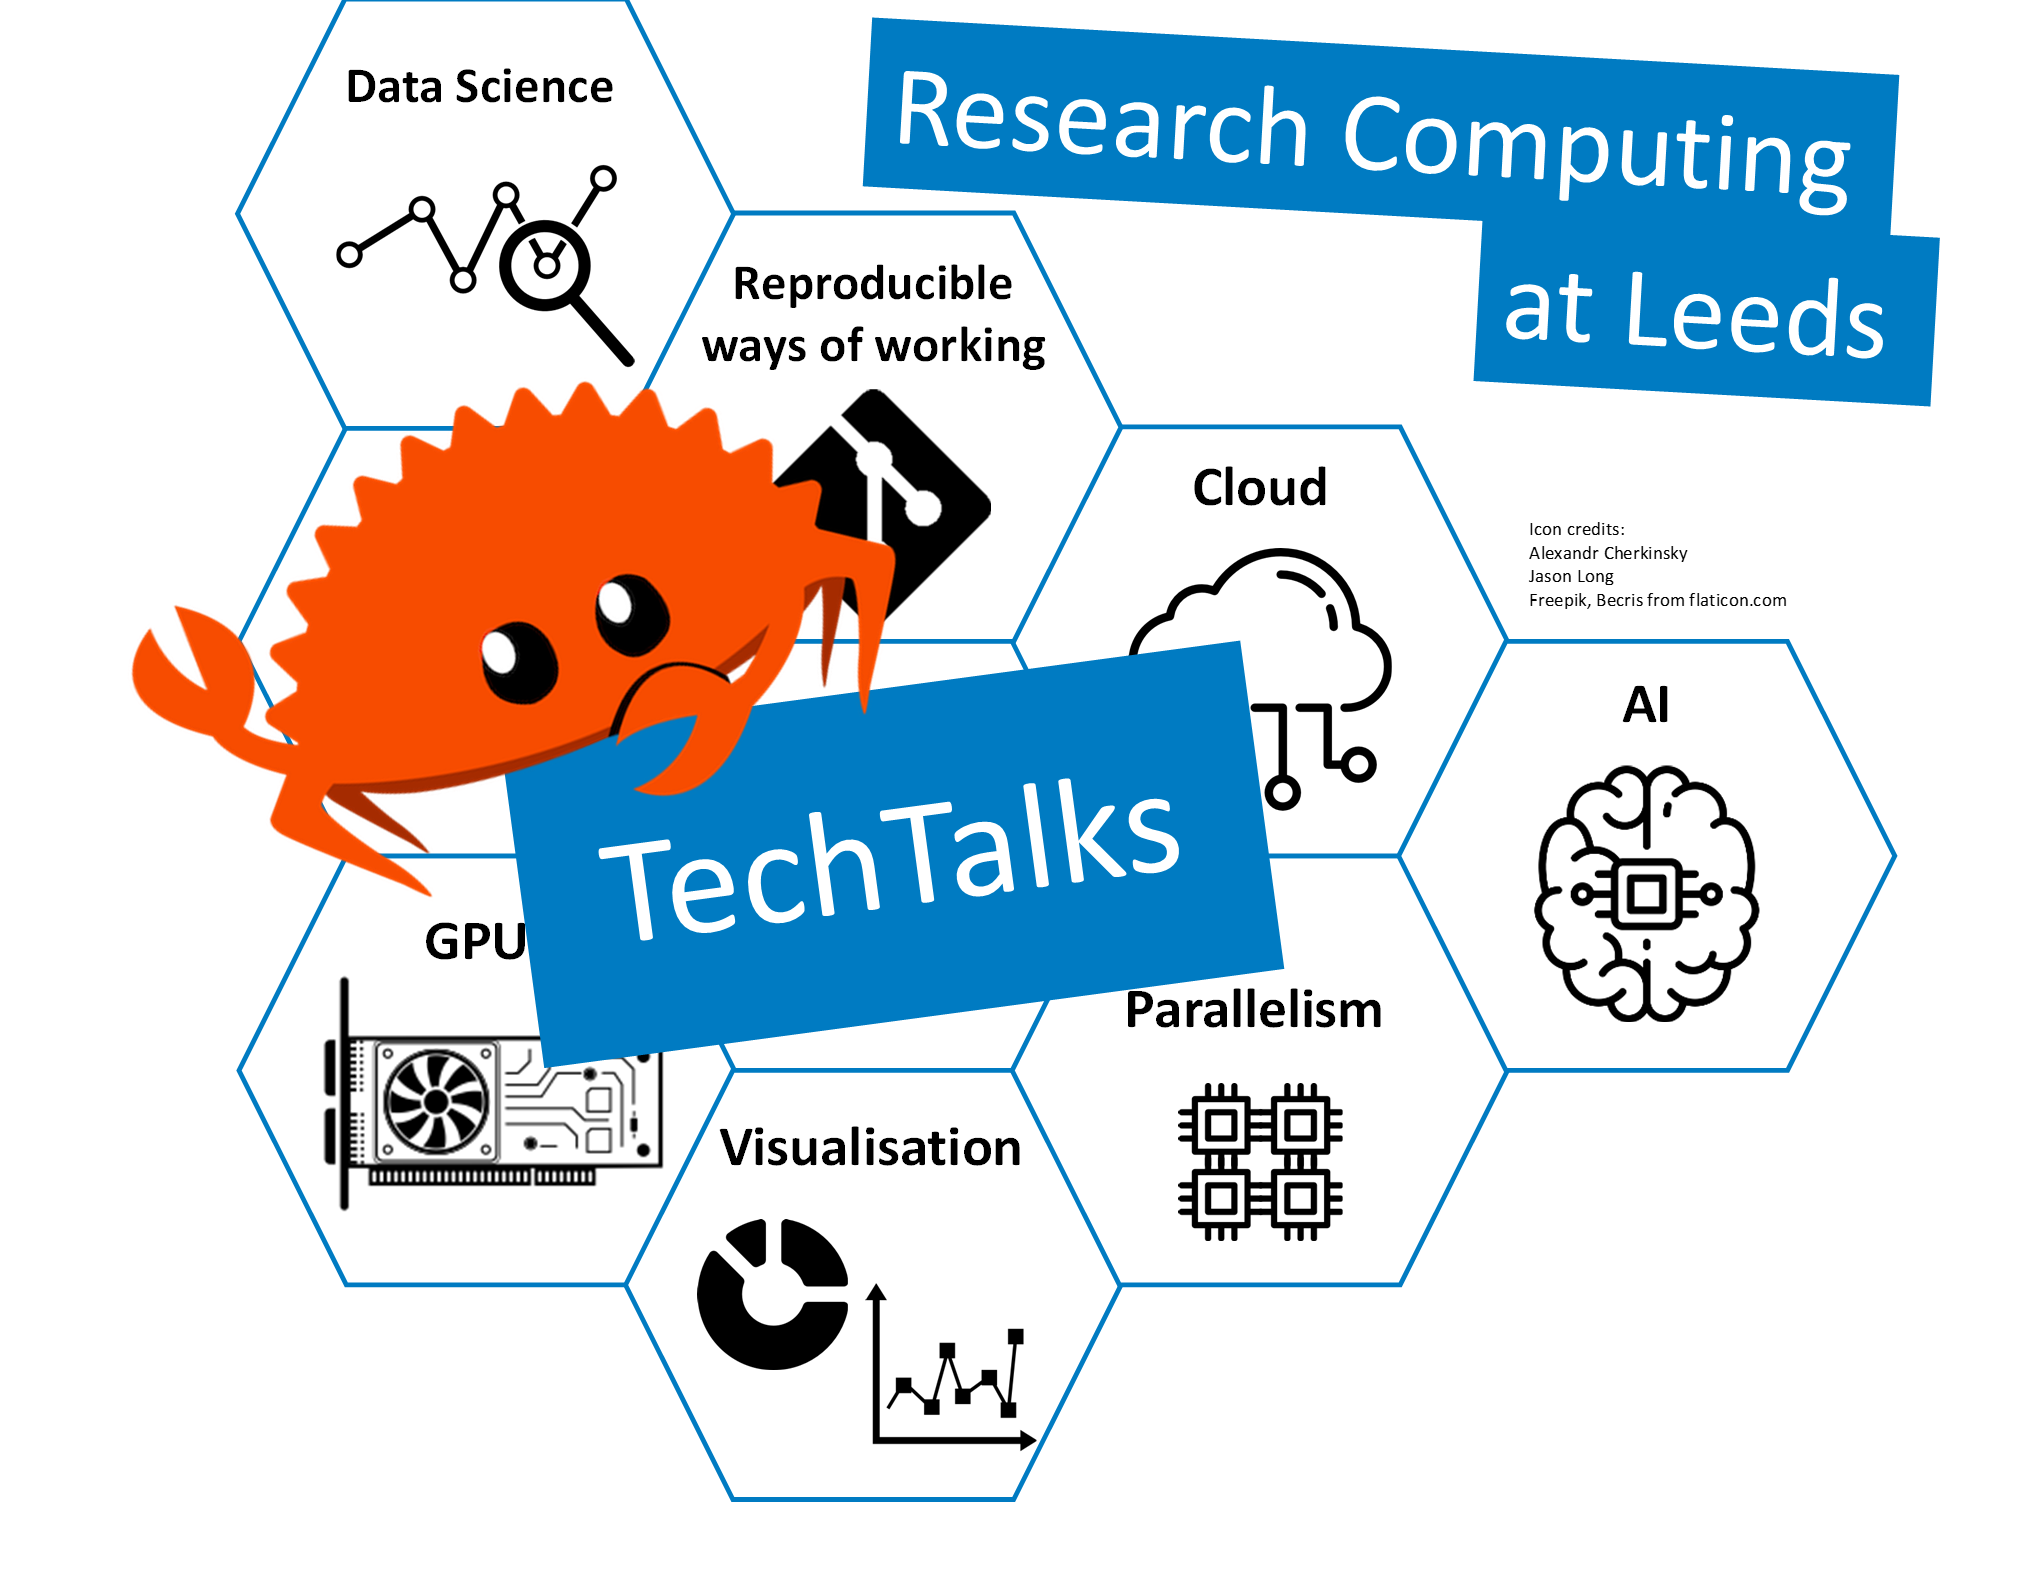 Data Science
Research Computing
at Leeds
Reproducible
ways of working
Cloud
Icon credits:
Alexandr Cherkinsky
Jason Long
Freepik, Becris from flaticon.com
AI
TechTalks
GPU
Parallelism
Visualisation